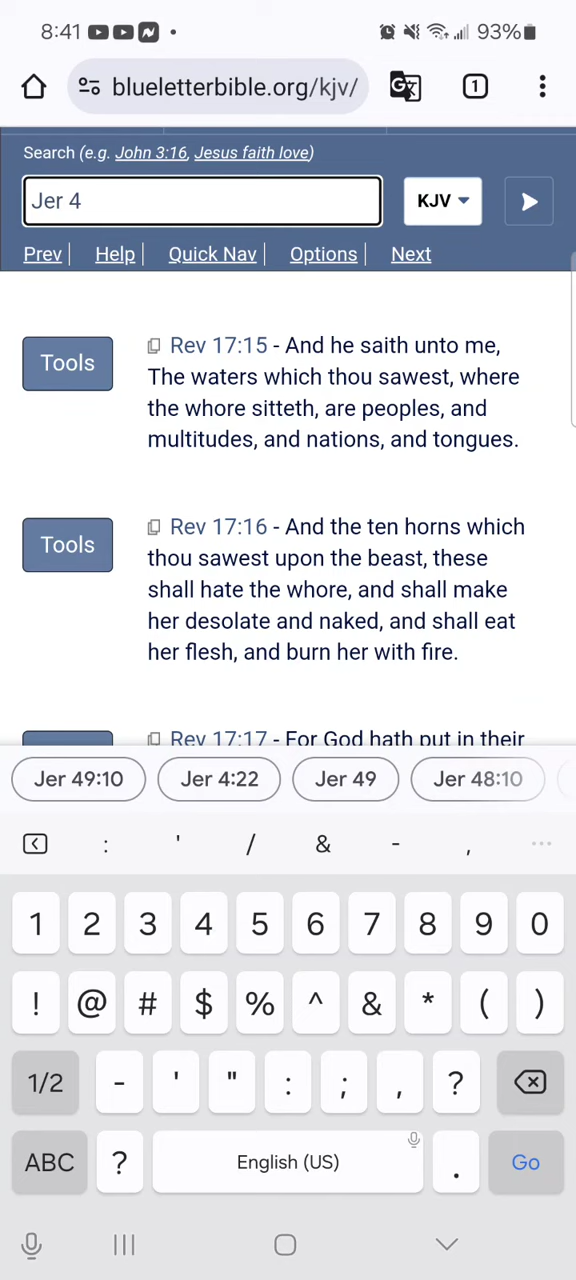 8:41 93%
blueletterbible.org/kjv/ 1
Search (e.g. John 3:16, Jesus faith love)
Jer 4 KJV
Prev Help Quick Nav Options Next
Tools
Rev 17:15 - And he saith unto me,
The waters which thou sawest, where
the whore sitteth, are peoples, and
multitudes, and nations, and tongues.
Tools
Rev 17:16 - And the ten horns which
thou sawest upon the beast, these
shall hate the whore, and shall make
her desolate and naked, and shall eat
her flesh, and burn her with fire.
Rev 17:17 - For God hath put in their
Jer 49:10 Jer 4:22 Jer 49 Jer 48:10
: ' / & - , ...
1 2 3 4 5 6 7 8 9 0
! @ # $ % ^ & * ( )
1/2 - ' " : ; , ?
ABC ? English (US) . Go